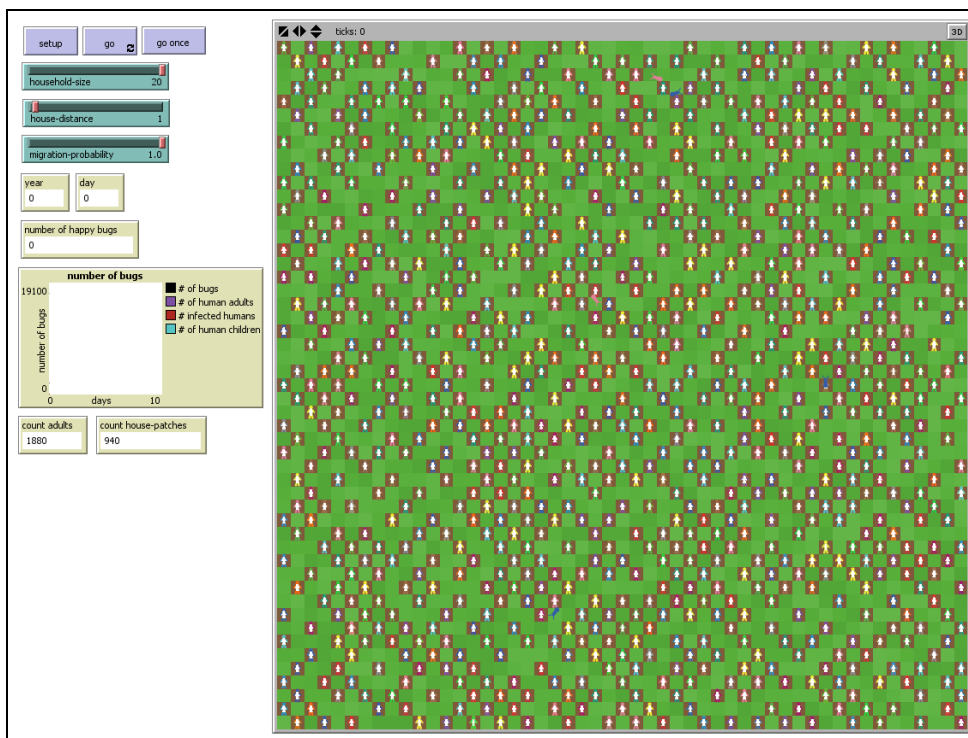 setup
go
go once
ticks: 0
3D
household-size 20
house-distance 1
migration-probability 1.0
year
0
day
0
number of happy bugs
0
number of bugs
19100
number of bugs
0
0 days 10
# of bugs
# of human adults
# infected humans
# of human children
count adults
1880
count house-patches
940